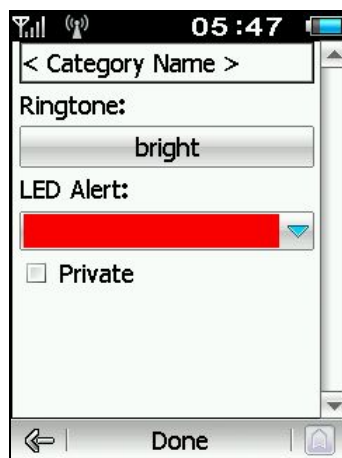 05:47
< Category Name >
Ringtone:
bright
LED Alert:
Private
Done